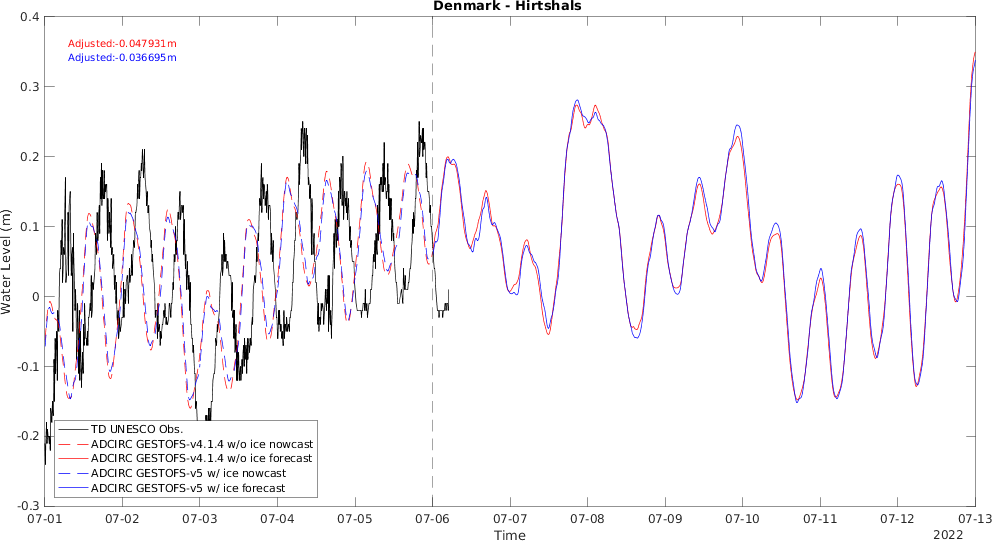 Denmark - Hirtshals
Adjusted:-0.047931m
Adjusted:-0.036695m
Water Level (m)
0.4
0.3
0.2
0.1
0
-0.1
-0.2
-0.3
TD UNESCO Obs.
ADCIRC GESTOFS-v4.1.4 w/o ice nowcast
ADCIRC GESTOFS-v4.1.4 w/o ice forecast
ADCIRC GESTOFS-v5 w/ ice nowcast
ADCIRC GESTOFS-v5 w/ ice forecast
07-01 07-02 07-03 07-04 07-05 07-06 07-07 07-08 07-09 07-10 07-11 07-12 07-13
Time
2022